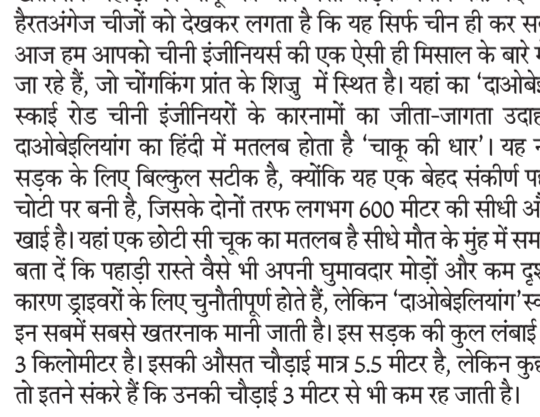 हैरतअंगेज चीजों को देखकर लगता है कि यह सिर्फ चीन ही कर
आज हम आपको चीनी इंजीनियर्स की एक ऐसी ही मिसाल के बारे
जा रहे हैं, जो चोंगकिंग प्रांत के शिजु में स्थित है। यहां का
स्काई रोड चीनी इंजीनियरों के कारनामों का जीता-जागता
दाओबेइलियांग का हिंदी में मतलब होता है ‘चाकू की धार’। यह
सड़क के लिए बिल्कुल सटीक है, क्योंकि यह एक बेहद संकीर्ण
चोटी पर बनी है, जिसके दोनों तरफ लगभग 600 मीटर की सीधी
खाई है। यहां एक छोटी सी चूक का मतलब है सीधे मौत के मुंह में
बता दें कि पहाड़ी रास्ते वैसे भी अपनी घुमावदार मोड़ों और कम
कारण ड्राइवरों के लिए चुनौतीपूर्ण होते हैं, लेकिन ‘दाओबेइलियांग’
इन सबमें सबसे खतरनाक मानी जाती है। इस सड़क की कुल लंबाई
3 किलोमीटर है। इसकी औसत चौड़ाई मात्र 5.5 मीटर है, लेकिन
तो इतने संकरे हैं कि उनकी चौड़ाई 3 मीटर से भी कम रह जाती है।